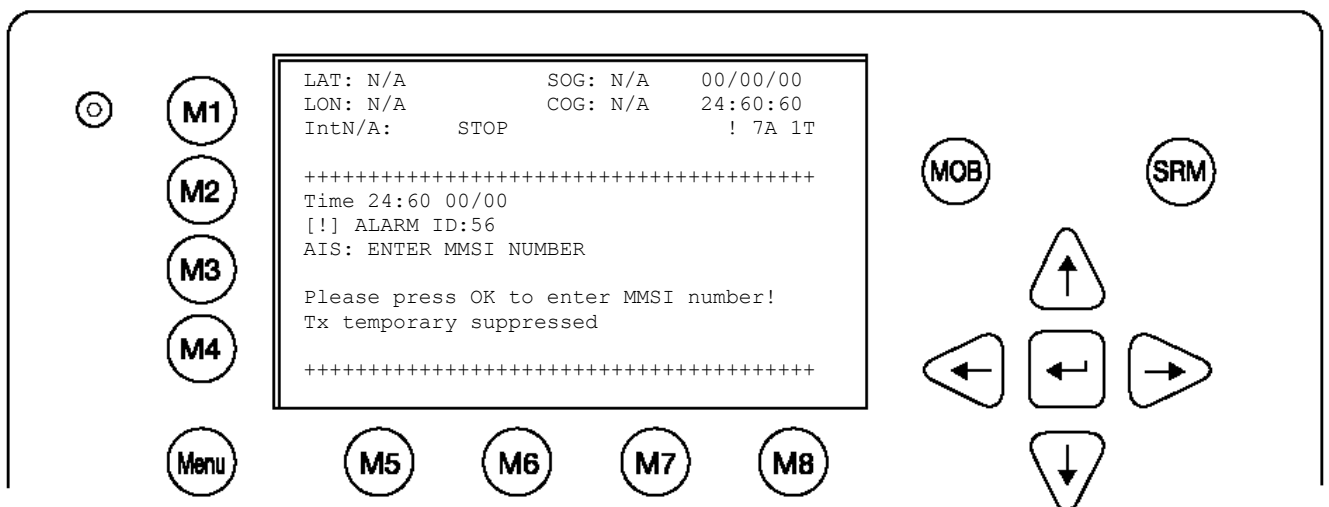 LAT: N/A SOG: N/A 00/00/00
LON: N/A COG: N/A 24:60:60
IntN/A: STOP ! 7A 1T
++++++++++++++++++++++++++++++++++++++++
Time 24:60 00/00
[!] ALARM ID:56
AIS: ENTER MMSI NUMBER
Please press OK to enter MMSI number!
Tx temporary suppressed
++++++++++++++++++++++++++++++++++++++++
M1
M2
M3
M4
Menu
M5
M6
M7
M8
MOB
SRM